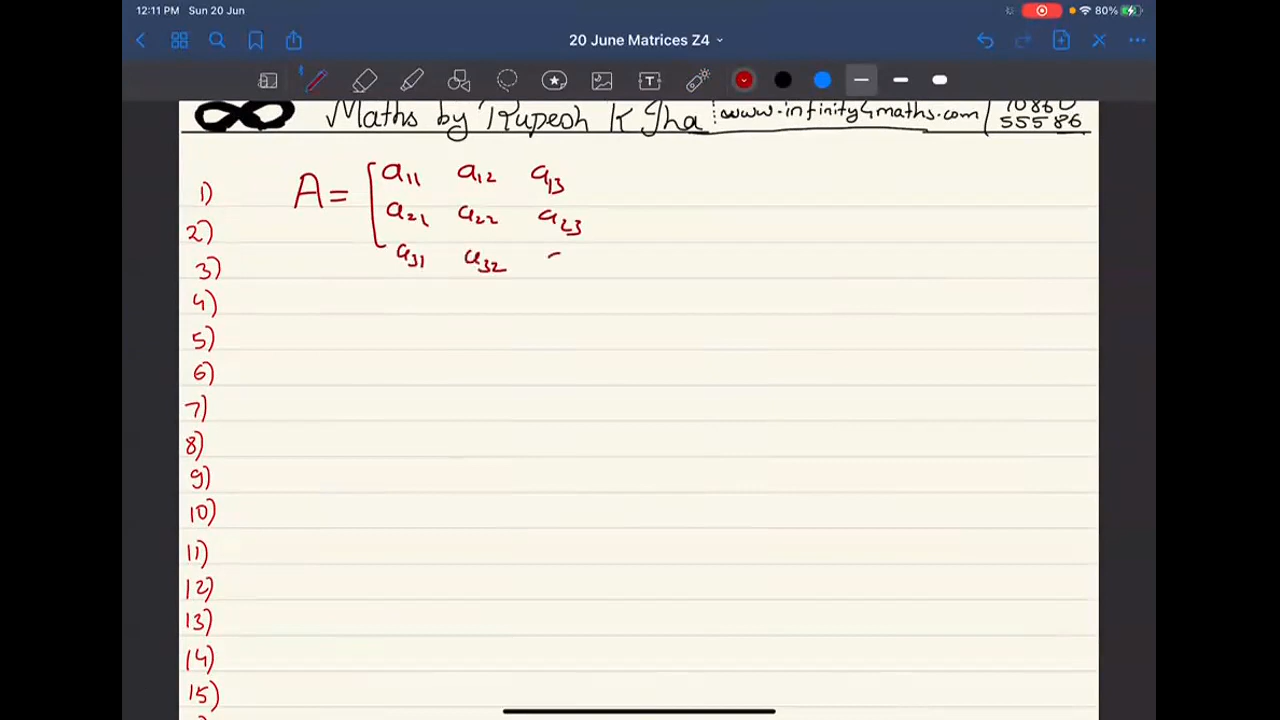 12:11 PM Sun 20 Jun 80%
20 June Matrices Z4
Maths by Rupesh K Jha www.infinity4maths.com
55586
A = [ a11 a12 a13
a21 a22 a23
a31 a32
1)
2)
3)
4)
5)
6)
7)
8)
9)
10)
11)
12)
13)
14)
15)